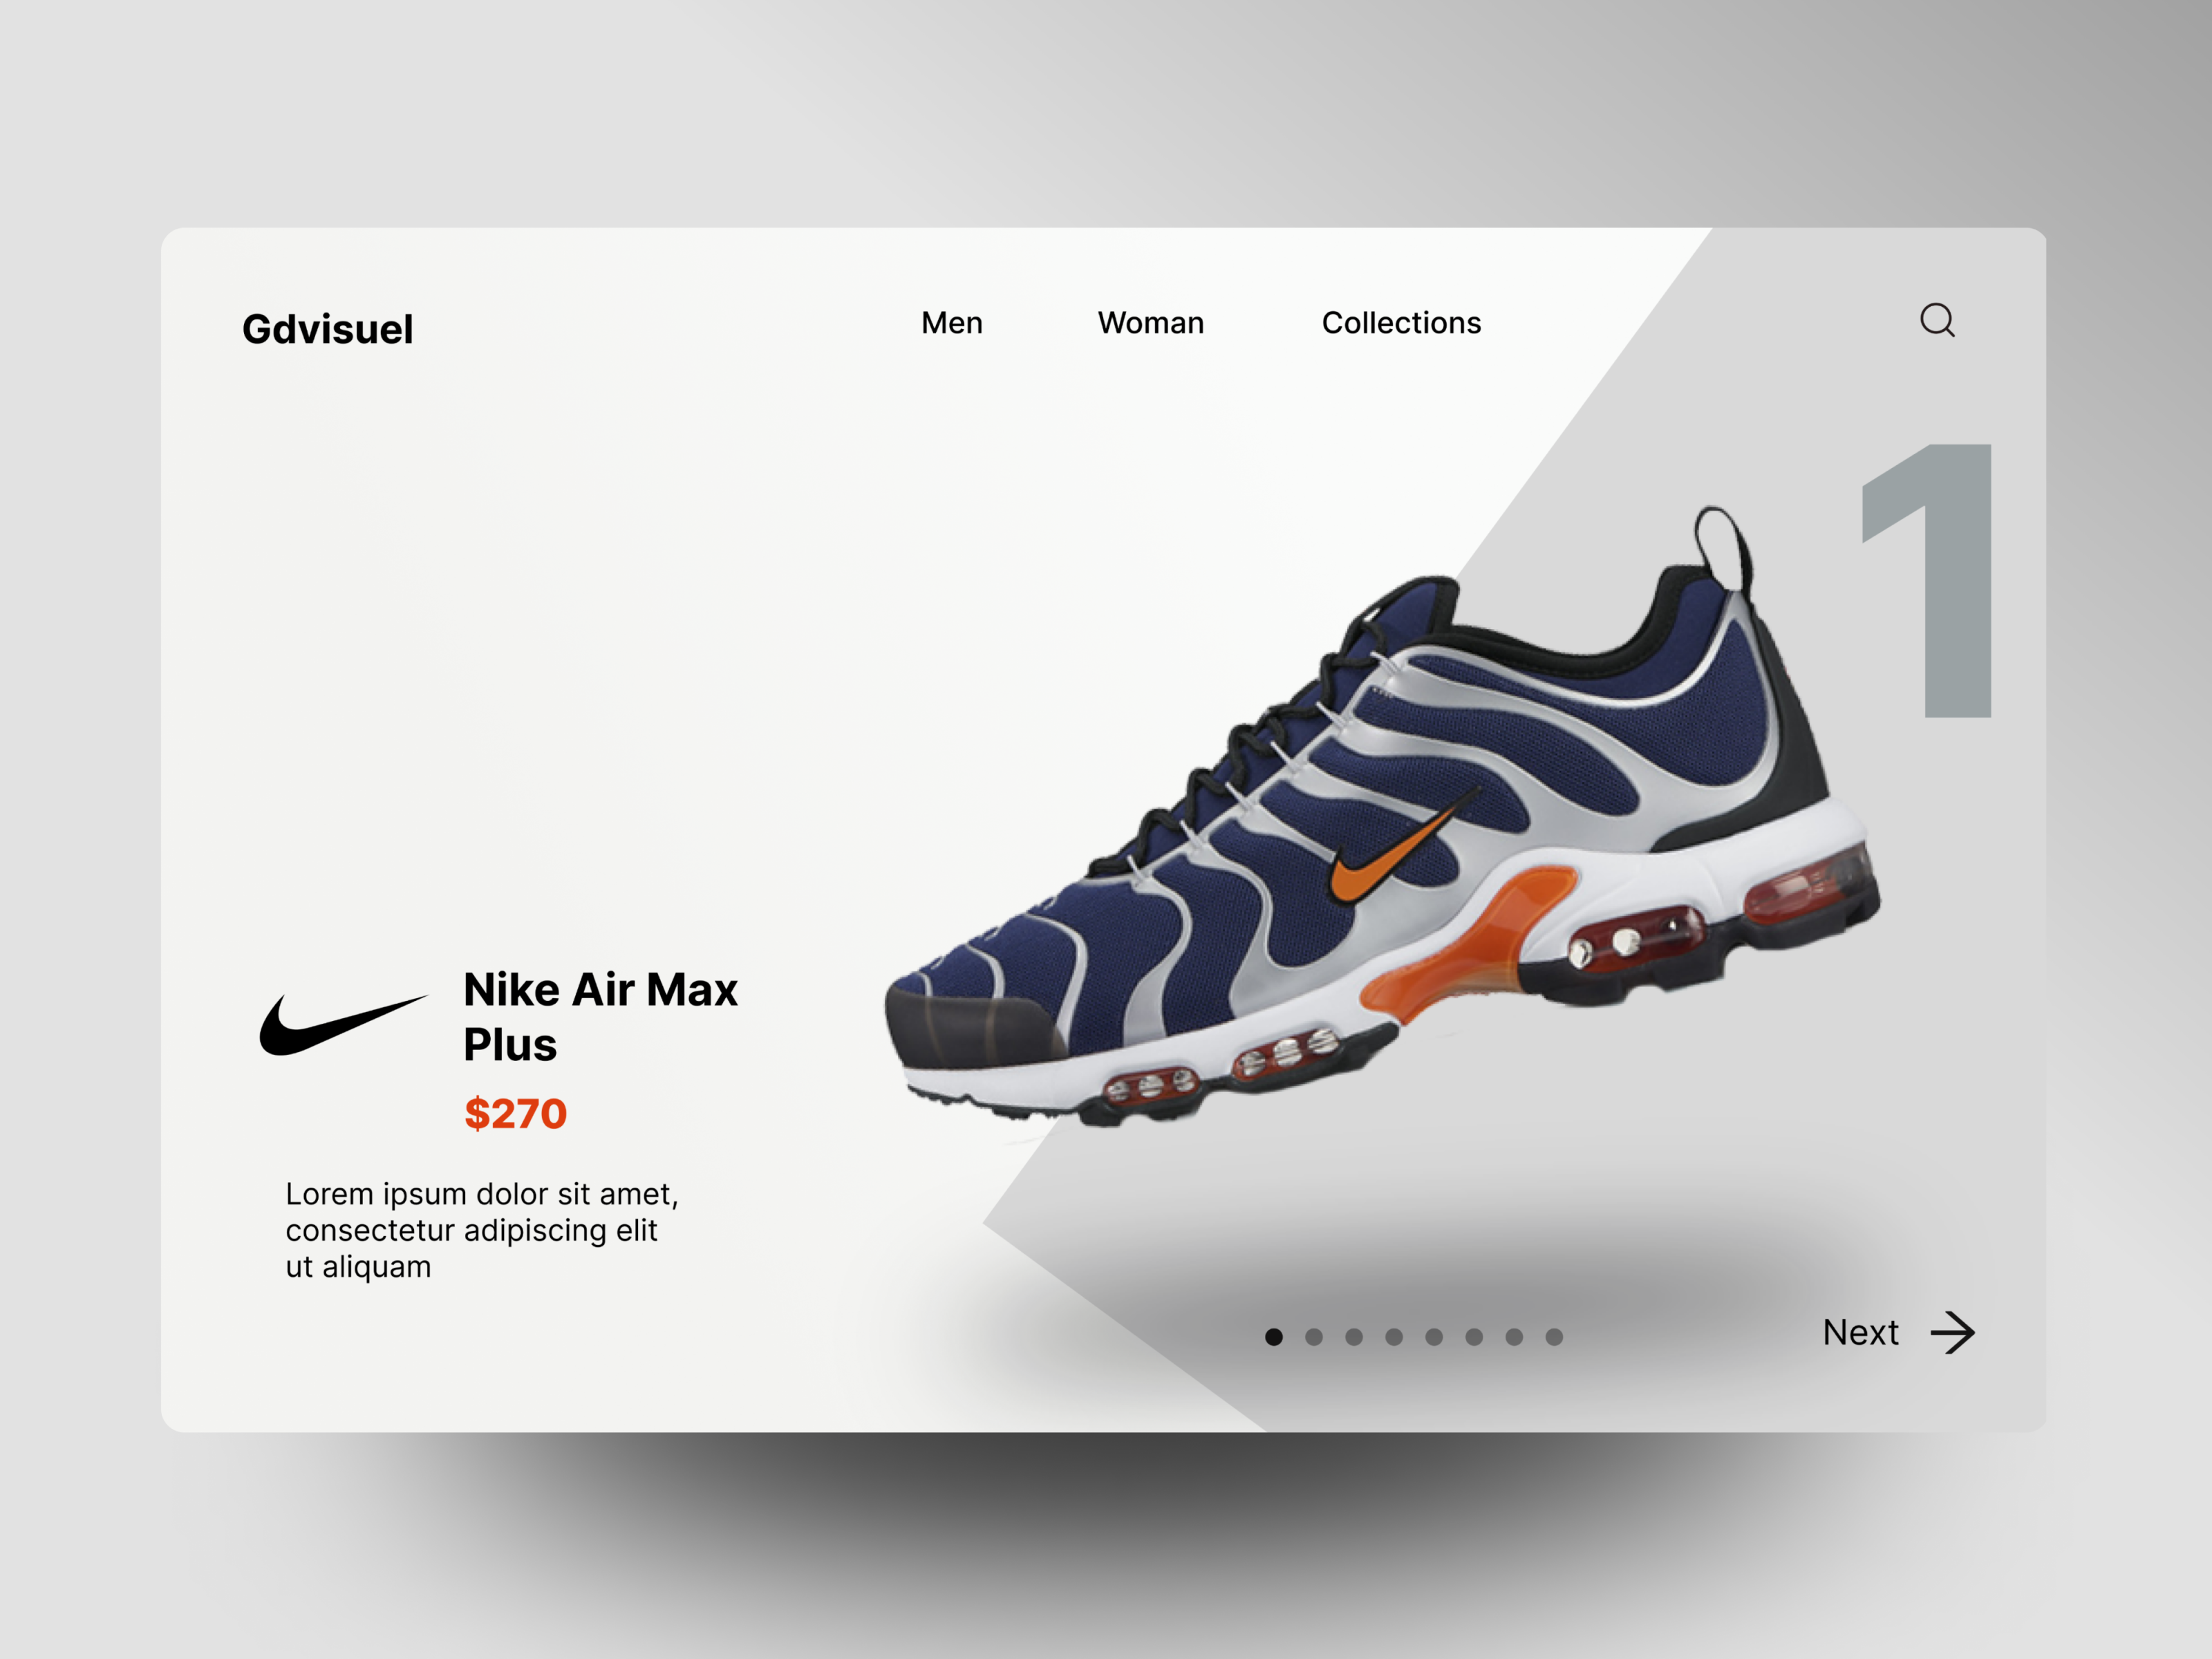 Gdvisuel
Men
Woman
Collections
1
Nike Air Max
Plus
$270
Lorem ipsum dolor sit amet,
consectetur adipiscing elit
ut aliquam
Next